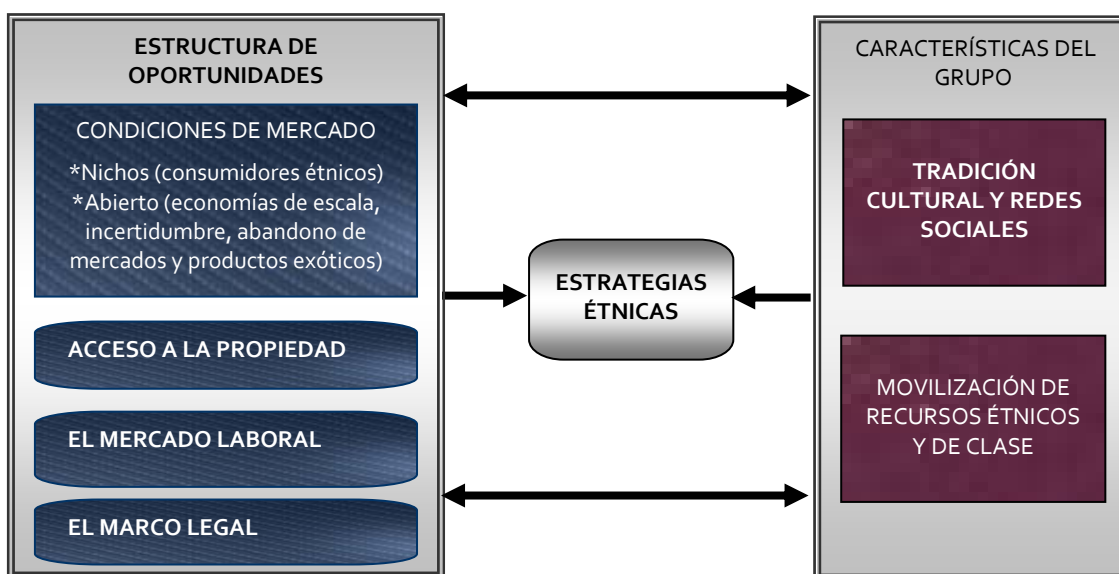 ESTRUCTURA DE
OPORTUNIDADES
CONDICIONES DE MERCADO
*Nichos (consumidores étnicos)
*Abierto (economías de escala,
incertidumbre, abandono de
mercados y productos exóticos)
ACCESO A LA PROPIEDAD
EL MERCADO LABORAL
EL MARCO LEGAL
ESTRATEGIAS
ÉTNICAS
CARACTERÍSTICAS DEL
GRUPO
TRADICIÓN
CULTURAL Y REDES
SOCIALES
MOVILIZACIÓN DE
RECURSOS ÉTNICOS
Y DE CLASE